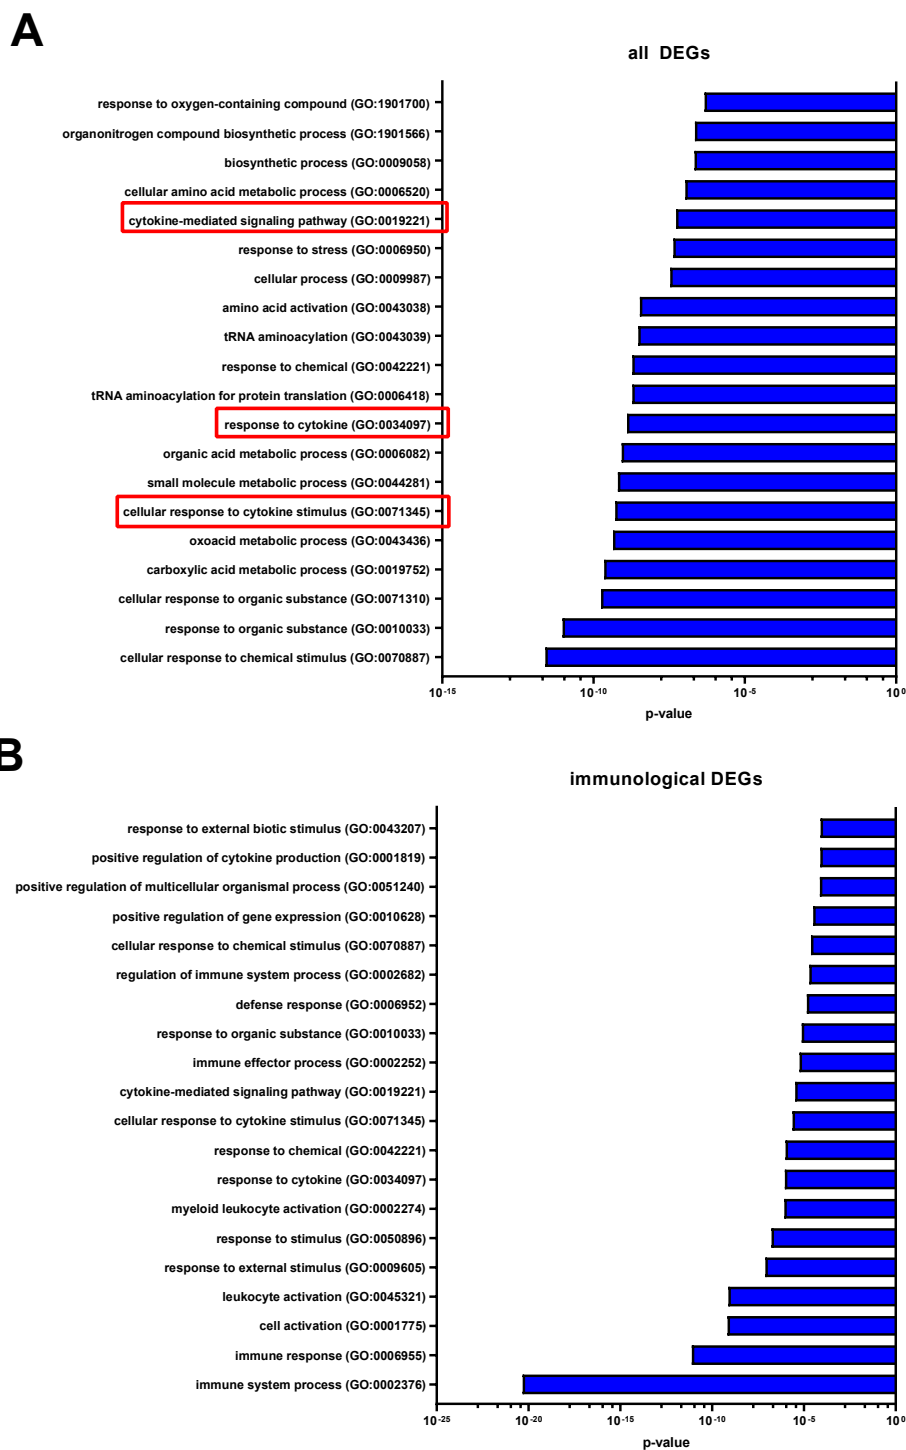 A
all DEGs
response to oxygen-containing compound (GO:1901700)
organonitrogen compound biosynthetic process (GO:1901566)
biosynthetic process (GO:0009058)
cellular amino acid metabolic process (GO:0006520)
cytokine-mediated signaling pathway (GO:0019221)
response to stress (GO:0006950)
cellular process (GO:0009987)
amino acid activation (GO:0043038)
tRNA aminoacylation (GO:0043039)
response to chemical (GO:0042221)
tRNA aminoacylation for protein translation (GO:0006418)
response to cytokine (GO:0034097)
organic acid metabolic process (GO:0006082)
small molecule metabolic process (GO:0044281)
cellular response to cytokine stimulus (GO:0071345)
oxoacid metabolic process (GO:0043436)
carboxylic acid metabolic process (GO:0019752)
cellular response to organic substance (GO:0071310)
response to organic substance (GO:0010033)
cellular response to chemical stimulus (GO:0070887)
10-15 10-10 10-5 100
p-value
B
immunological DEGs
response to external biotic stimulus (GO:0043207)
positive regulation of cytokine production (GO:0001819)
positive regulation of multicellular organismal process (GO:0051240)
positive regulation of gene expression (GO:0010628)
cellular response to chemical stimulus (GO:0070887)
regulation of immune system process (GO:0002682)
defense response (GO:0006952)
response to organic substance (GO:0010033)
immune effector process (GO:0002252)
cytokine-mediated signaling pathway (GO:0019221)
cellular response to cytokine stimulus (GO:0071345)
response to chemical (GO:0042221)
response to cytokine (GO:0034097)
myeloid leukocyte activation (GO:0002274)
response to stimulus (GO:0050896)
response to external stimulus (GO:0009605)
leukocyte activation (GO:0045321)
cell activation (GO:0001775)
immune response (GO:0006955)
immune system process (GO:0002376)
10-25 10-20 10-15 10-10 10-5 100
p-value